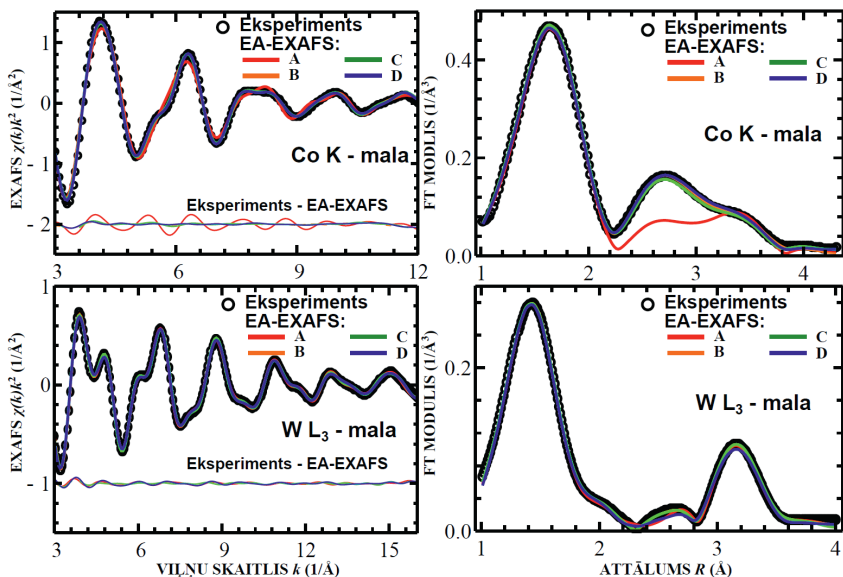 EXAFS χ(k)k² (1/Å²)
1
0
- 1
- 2
Eksperiments
EA-EXAFS:
A
C
B
D
Co K - mala
Eksperiments - EA-EXAFS
3
6
9
12
FT MODLIS (1/Å³)
0.4
0.2
0.0
Eksperiments
EA-EXAFS:
A
C
B
D
Co K - mala
1
2
3
4
EXAFS χ(k)k² (1/Å²)
1
0
- 1
Eksperiments
EA-EXAFS:
A
C
B
D
W L₃ - mala
Eksperiments - EA-EXAFS
3
6
9
12
15
VIĻŅU SKAITLIS k (1/Å)
FT MODULIS (1/Å³)
0.2
0.0
Eksperiments
EA-EXAFS:
A
C
B
D
W L₃ - mala
1
2
3
4
ATTĀLUMS R (Å)